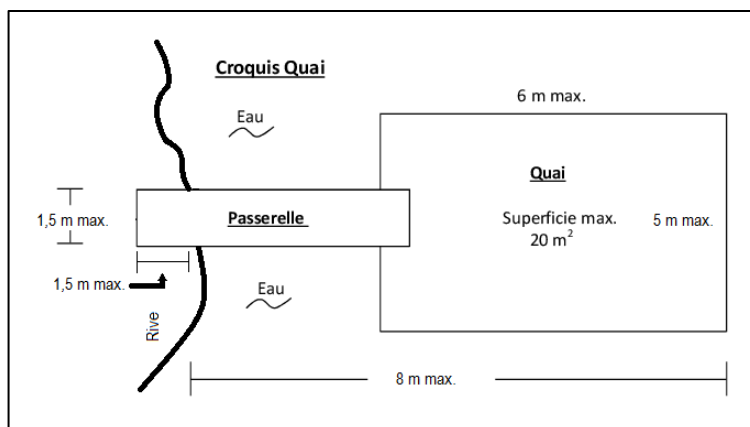 Croquis Quai
6 m max.
Eau
Quai
1,5 m max.
Passerelle
Superficie max.
20 m²
5 m max.
1,5 m max.
Eau
Rive
8 m max.